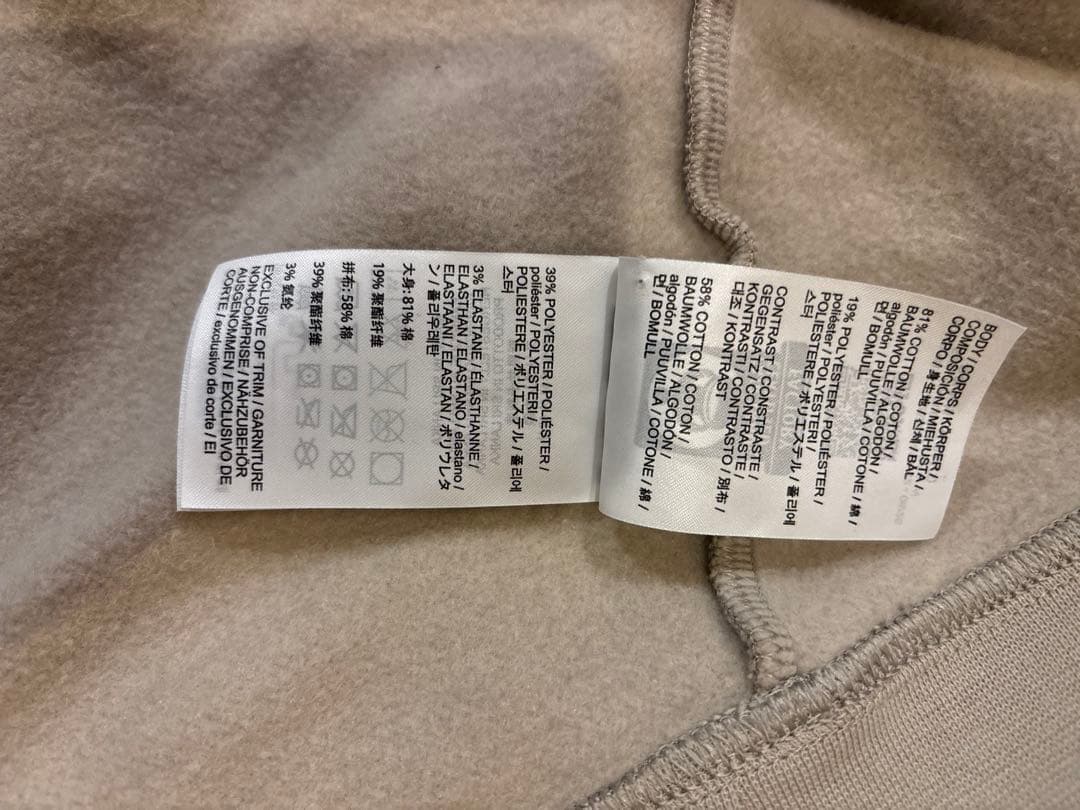 BODY / CORPS / KÖRPER /
COMPOSICIÓN / MIEHUSTA /
CORPO / 身生地 / 신체 / BÅL
81% COTTON / COTON /
BAUMWOLLE / ALGODÓN /
algodón / PUUVILLA / COTONE / 綿 /
면 / BOMULL
19% POLYESTER / POLIÉSTER /
poliéster / POLYESTERI /
POLIESTERE / ポリエステル / 폴리에
스터
CONTRAST / CONSTRASTE /
GEGENSATZ / CONTRASTE /
KONTRASTI / CONTRASTO / 別布 /
대조 / KONTRAST
58% COTTON / COTON /
BAUMWOLLE / ALGODÓN /
algodón / PUUVILLA / COTONE / 綿 /
면 / BOMULL
39% POLYESTER / POLIÉSTER /
poliéster / POLYESTERI /
POLIESTERE / ポリエステル / 폴리에
스터
3% ELASTANE / ÉLASTHANNE /
ELASTHAN / ELASTANO / elastano /
ELASTAANI / ELASTAN / ポリウレタ
ン / 폴리우레탄
大身: 81% 棉
19% 聚酯纤维
拼布: 58% 棉
39% 聚酯纤维
3% 氨纶
EXCLUSIVE OF TRIM / GARNITURE
NON-COMPRISE / NÄHZUBEHÖR
AUSGENOMMEN / EXCLUSIVO DE
CORTE / exclusivo de corte / EI